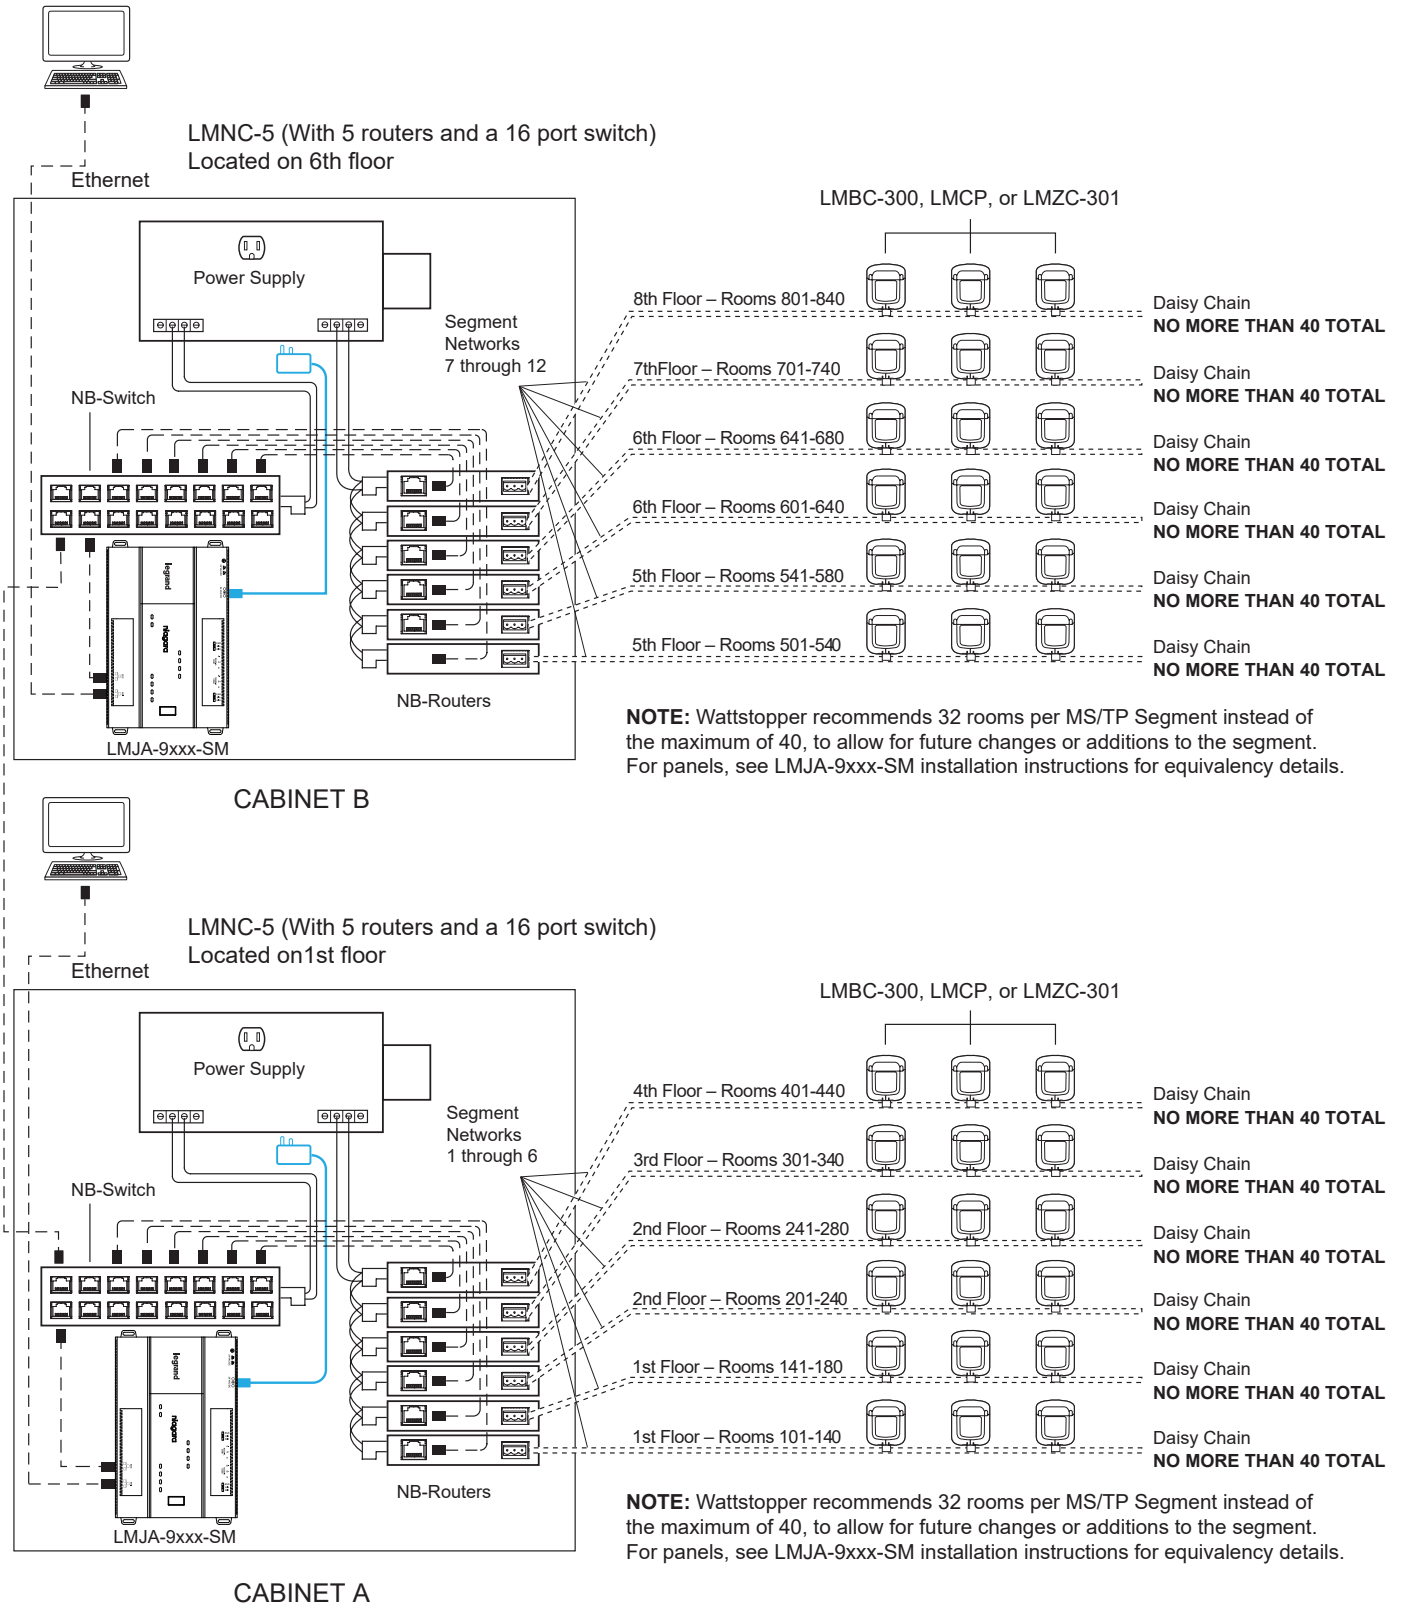 LMNC-5 (With 5 routers and a 16 port switch)
Located on 6th floor
Ethernet
LMBC-300, LMCP, or LMZC-301
Power Supply
Segment
Networks
7 through 12
NB-Switch
8th Floor – Rooms 801-840
Daisy Chain
NO MORE THAN 40 TOTAL
7thFloor – Rooms 701-740
Daisy Chain
NO MORE THAN 40 TOTAL
6th Floor – Rooms 641-680
Daisy Chain
NO MORE THAN 40 TOTAL
6th Floor – Rooms 601-640
Daisy Chain
NO MORE THAN 40 TOTAL
5th Floor – Rooms 541-580
Daisy Chain
NO MORE THAN 40 TOTAL
5th Floor – Rooms 501-540
Daisy Chain
NO MORE THAN 40 TOTAL
legrand
niagara
NB-Routers
LMJA-9xxx-SM
NOTE: Wattstopper recommends 32 rooms per MS/TP Segment instead of
the maximum of 40, to allow for future changes or additions to the segment.
For panels, see LMJA-9xxx-SM installation instructions for equivalency details.
CABINET B
LMNC-5 (With 5 routers and a 16 port switch)
Located on1st floor
Ethernet
LMBC-300, LMCP, or LMZC-301
Power Supply
Segment
Networks
1 through 6
NB-Switch
4th Floor – Rooms 401-440
Daisy Chain
NO MORE THAN 40 TOTAL
3rd Floor – Rooms 301-340
Daisy Chain
NO MORE THAN 40 TOTAL
2nd Floor – Rooms 241-280
Daisy Chain
NO MORE THAN 40 TOTAL
2nd Floor – Rooms 201-240
Daisy Chain
NO MORE THAN 40 TOTAL
1st Floor – Rooms 141-180
Daisy Chain
NO MORE THAN 40 TOTAL
1st Floor – Rooms 101-140
Daisy Chain
NO MORE THAN 40 TOTAL
legrand
niagara
NB-Routers
LMJA-9xxx-SM
NOTE: Wattstopper recommends 32 rooms per MS/TP Segment instead of
the maximum of 40, to allow for future changes or additions to the segment.
For panels, see LMJA-9xxx-SM installation instructions for equivalency details.
CABINET A